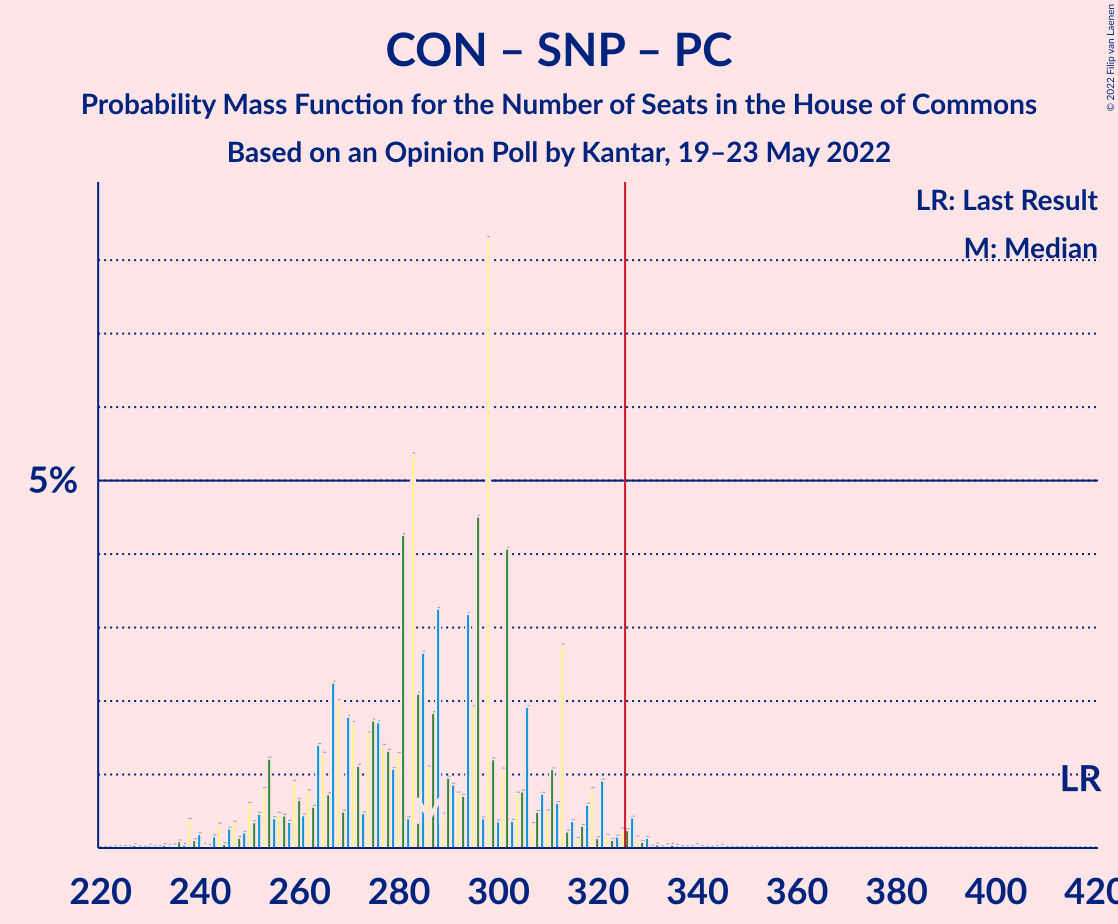 CON – SNP – PC
Probability Mass Function for the Number of Seats in the House of Commons
Based on an Opinion Poll by Kantar, 19–23 May 2022
© 2022 Filip van Laenen
LR: Last Result
M: Median
5%
M
LR
220 240 260 280 300 320 340 360 380 400 420